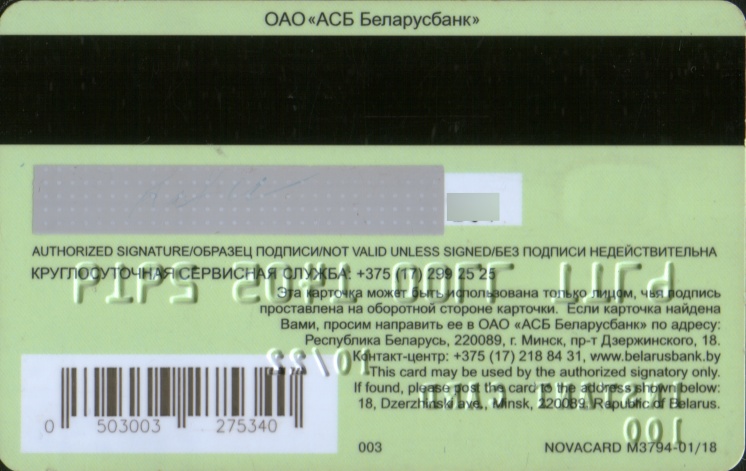 ОАО «АСБ Беларусбанк»
AUTHORIZED SIGNATURE/ОБРАЗЕЦ ПОДПИСИ/NOT VALID UNLESS SIGNED/БЕЗ ПОДПИСИ НЕДЕЙСТВИТЕЛЬНА
КРУГЛОСУТОЧНАЯ СЕРВИСНАЯ СЛУЖБА: +375 (17) 299 25 25
Эта карточка может быть использована только лицом, чья подпись
проставлена на оборотной стороне карточки. Если карточка найдена
Вами, просим направить ее в ОАО «АСБ Беларусбанк» по адресу:
Республика Беларусь, 220089, г. Минск, пр-т Дзержинского, 18.
Контакт-центр: +375 (17) 218 84 31, www.belarusbank.by
This card may be used by the authorized signatory only.
If found, please post the card to the address shown below:
18, Dzerzhinski ave., Minsk, 220089, Republic of Belarus.
0 503003 275340
003 NOVACARD M3794-01/18